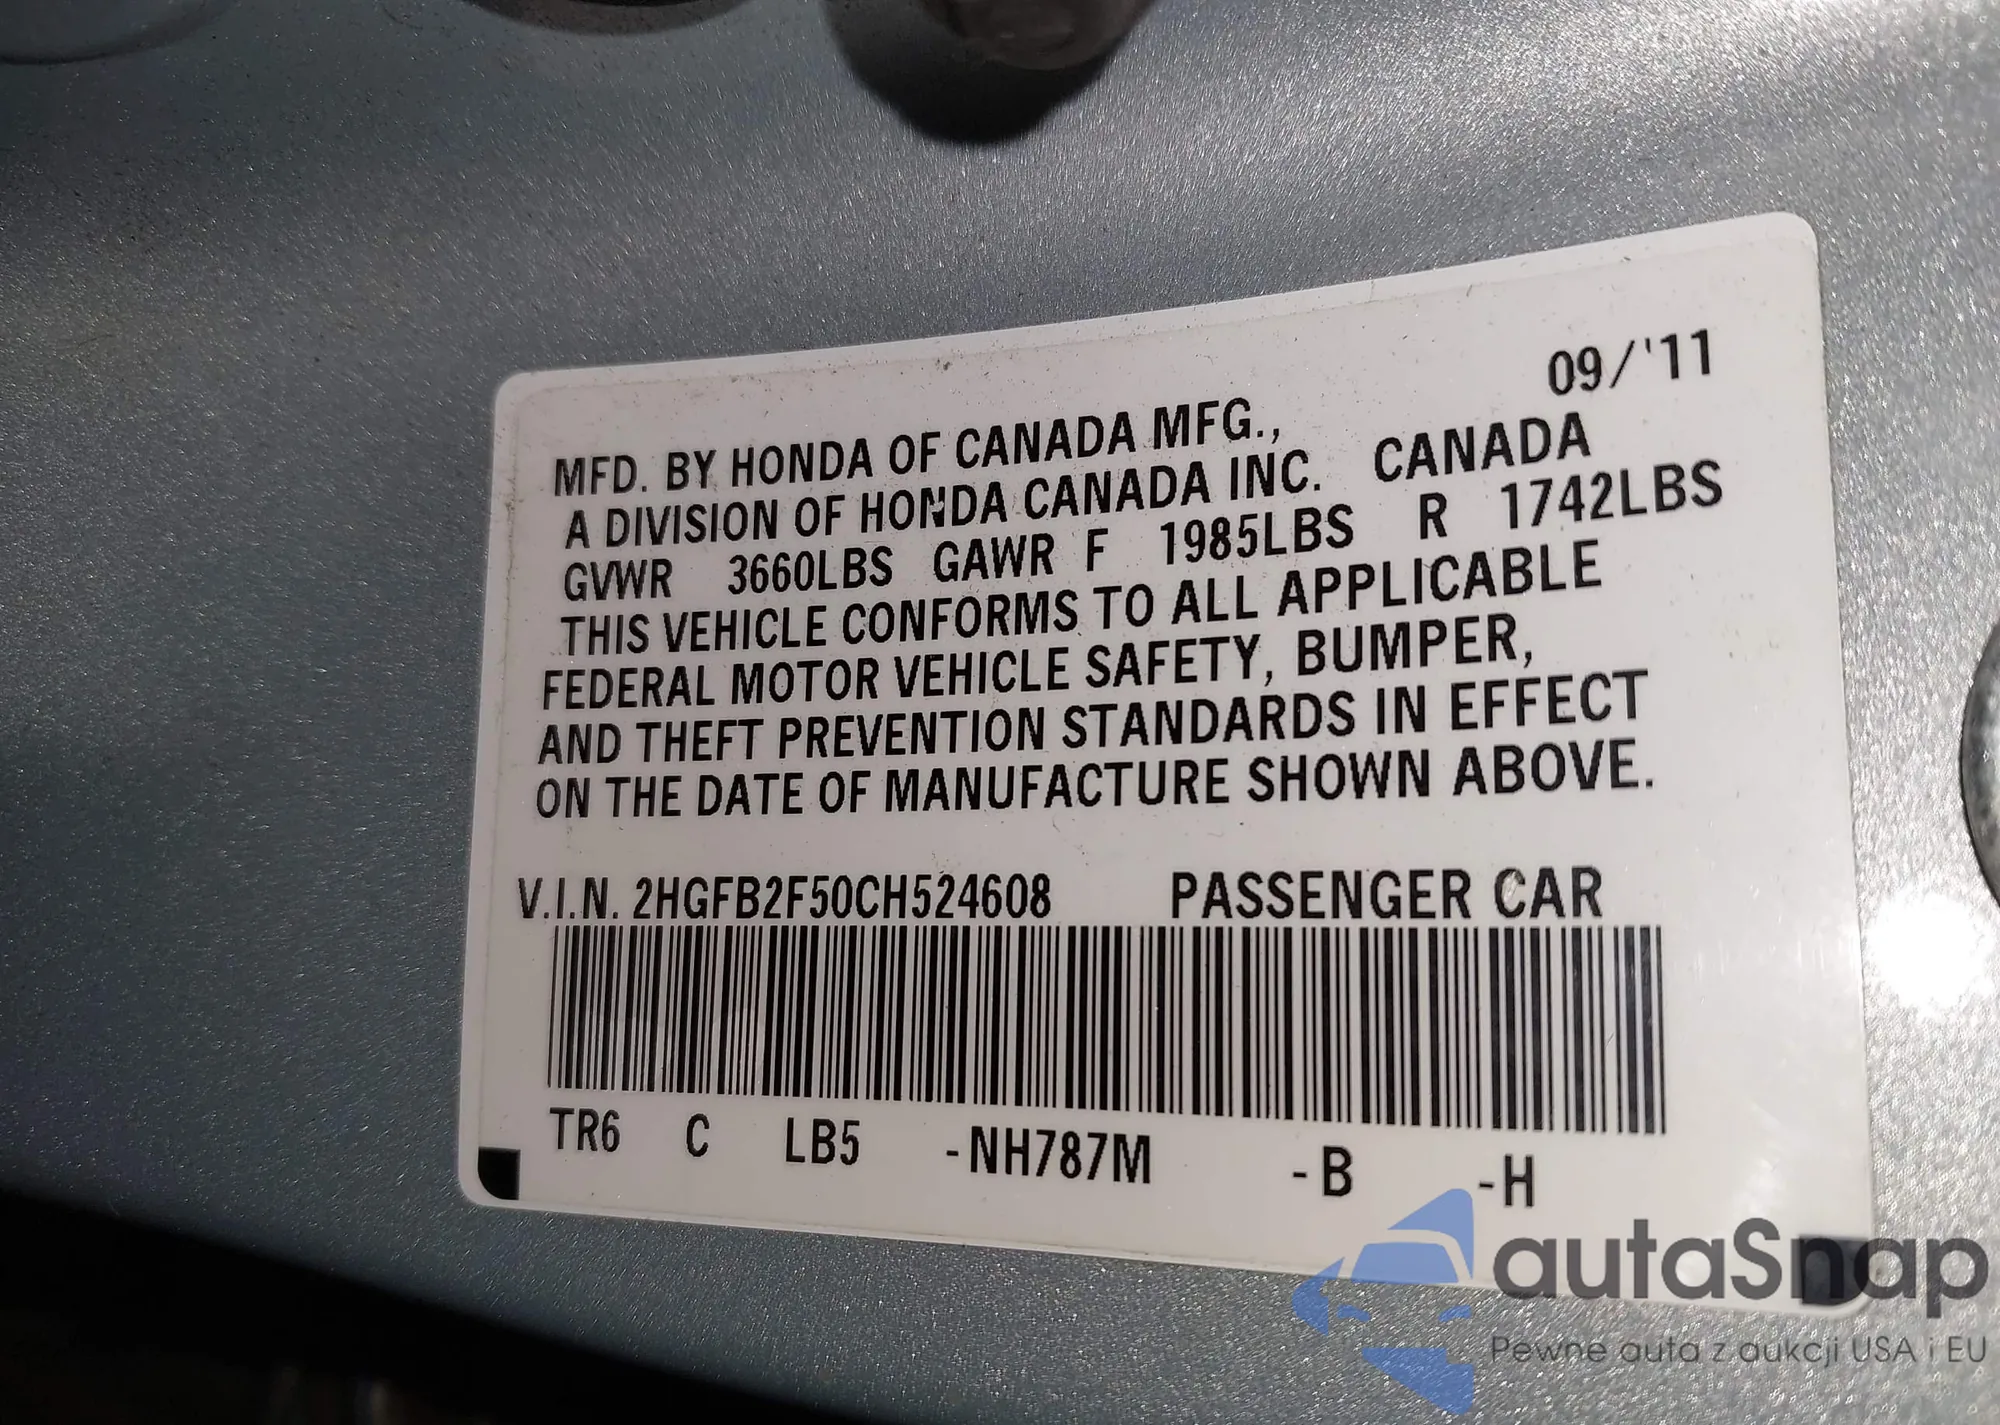 09/'11
MFD. BY HONDA OF CANADA MFG.,
A DIVISION OF HONDA CANADA INC. CANADA
GVWR 3660LBS GAWR F 1985LBS R 1742LBS
THIS VEHICLE CONFORMS TO ALL APPLICABLE
FEDERAL MOTOR VEHICLE SAFETY, BUMPER,
AND THEFT PREVENTION STANDARDS IN EFFECT
ON THE DATE OF MANUFACTURE SHOWN ABOVE.
V.I.N. 2HGFB2F50CH524608 PASSENGER CAR
TR6 C LB5 -NH787M -B -H
autaSnap
Pewne auta z aukcji USA i EU